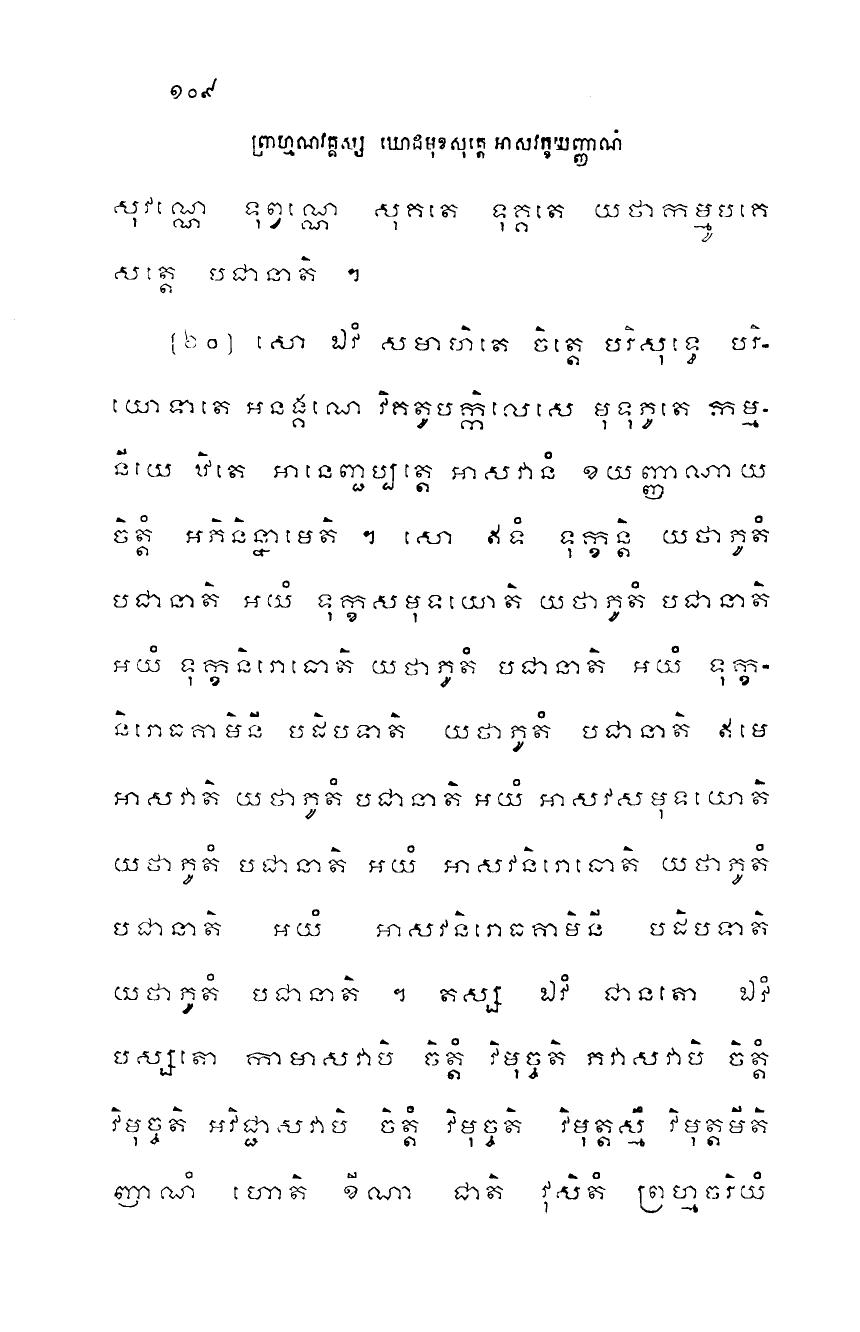 ១០៩
ព្រាហ្មណវគ្គស្ស ឃោដមុខសុត្តេ អាសវក្ខយញ្ញាណំ
សុវណ្ណេ ទុព្វណ្ណេ សុគតេ ទុគ្គតេ យថាកម្មូបគេ
សត្តេ បជានាតិ ។
[៦០] សោ ឯវំ សមាហិតេ ចិត្តេ បរិសុទ្ធេ បរិ-
យោទាតេ អនង្គណេ វិគតូបក្កិលេសេ មុទុភូតេ កម្ម-
នីយេ ឋិតេ អានេញ្ជប្បត្តេ អាសវានំ ខយញ្ញាណាយ
ចិត្តំ អភិនិន្នាមេតិ ។ សោ ឥទំ ទុក្ខន្តិ យថាភូតំ
បជានាតិ អយំ ទុក្ខសមុទយោតិ យថាភូតំ បជានាតិ
អយំ ទុក្ខនិរោធោតិ យថាភូតំ បជានាតិ អយំ ទុក្ខ-
និរោធគាមិនី បដិបទាតិ យថាភូតំ បជានាតិ ឥមេ
អាសវាតិ យថាភូតំ បជានាតិ អយំ អាសវសមុទយោតិ
យថាភូតំ បជានាតិ អយំ អាសវនិរោធោតិ យថាភូតំ
បជានាតិ អយំ អាសវនិរោធគាមិនី បដិបទាតិ
យថាភូតំ បជានាតិ ។ តស្ស ឯវំ ជានតោ ឯវំ
បស្សតោ កាមាសវាបិ ចិត្តំ វិមុច្ចតិ ភវាសវាបិ ចិត្តំ
វិមុច្ចតិ អវិជ្ជាសវាបិ ចិត្តំ វិមុច្ចតិ វិមុត្តស្មឹ វិមុត្តមីតិ
ញាណំ ហោតិ ខីណា ជាតិ វុសិតំ ព្រហ្មចរិយំ